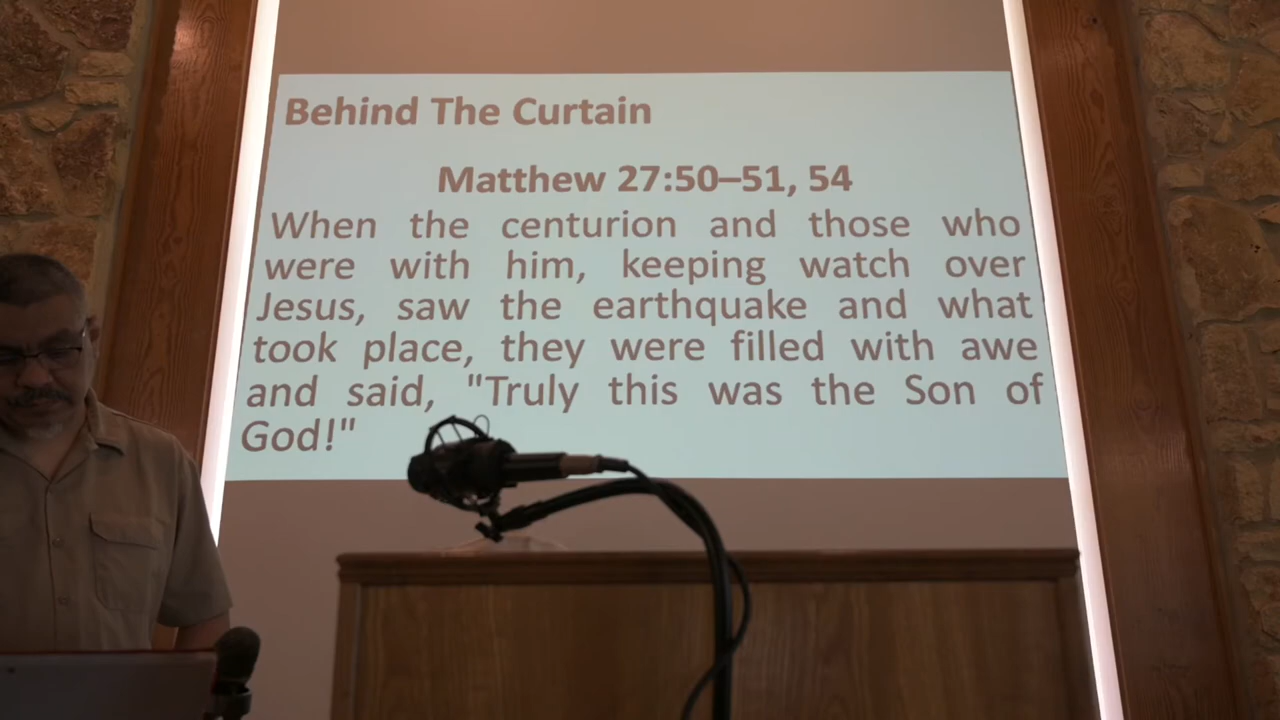 Behind The Curtain
Matthew 27:50–51, 54
When the centurion and those who
were with him, keeping watch over
Jesus, saw the earthquake and what
took place, they were filled with awe
and said, "Truly this was the Son of
God!"